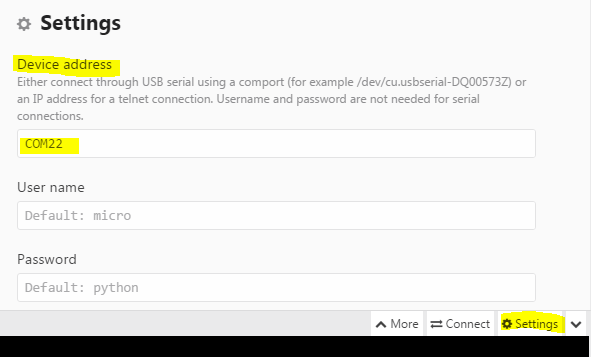 Settings
Device address
Either connect through USB serial using a comport (for example /dev/cu.usbserial-DQ00573Z) or
an IP address for a telnet connection. Username and password are not needed for serial
connections.
COM22
User name
Default: micro
Password
Default: python
More Connect Settings